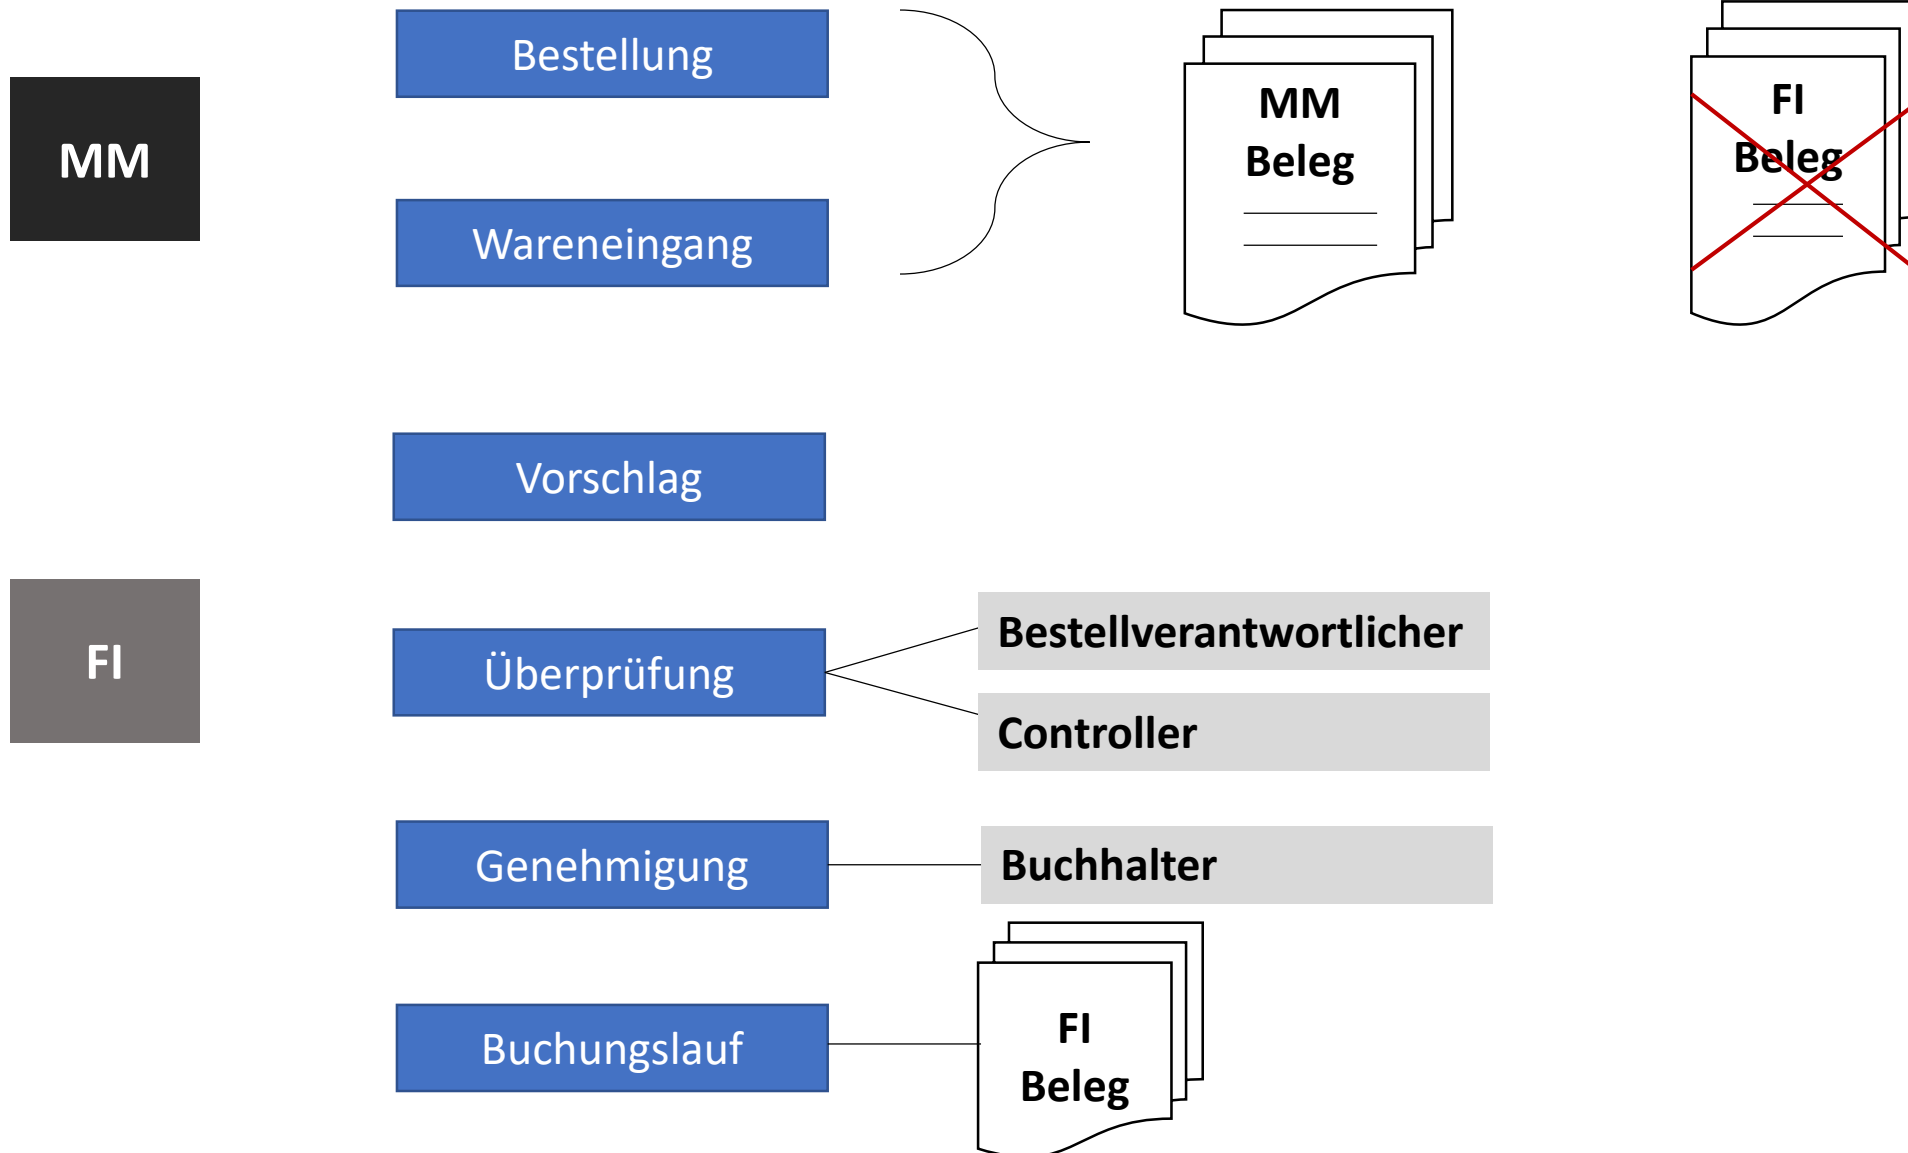 MM
Bestellung
Wareneingang
MM
Beleg
FI
Beleg
FI
Vorschlag
Überprüfung
Bestellverantwortlicher
Controller
Genehmigung
Buchhalter
Buchungslauf
FI
Beleg